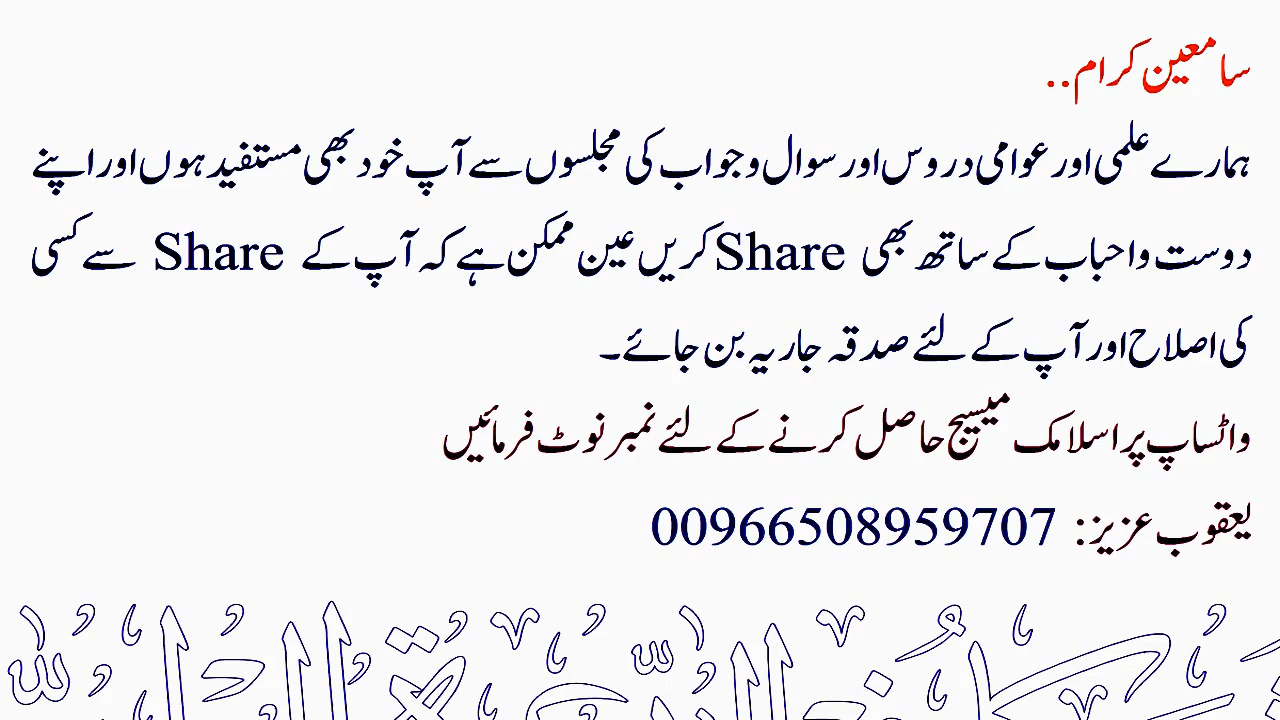 سامعین کرام..
ہمارے علمی اور عوامی دروس اور سوال و جواب کی مجلسوں سے آپ خود بھی مستفید ہوں اور اپنے
دوست و احباب کے ساتھ بھی Share کریں عین ممکن ہے کہ آپ کے Share سے کسی
کی اصلاح اور آپ کے لئے صدقہ جاریہ بن جائے۔
واٹساپ پر اسلامک میسیج حاصل کرنے کے لئے نمبر نوٹ فرمائیں
یعقوب عزیز: 00966508959707